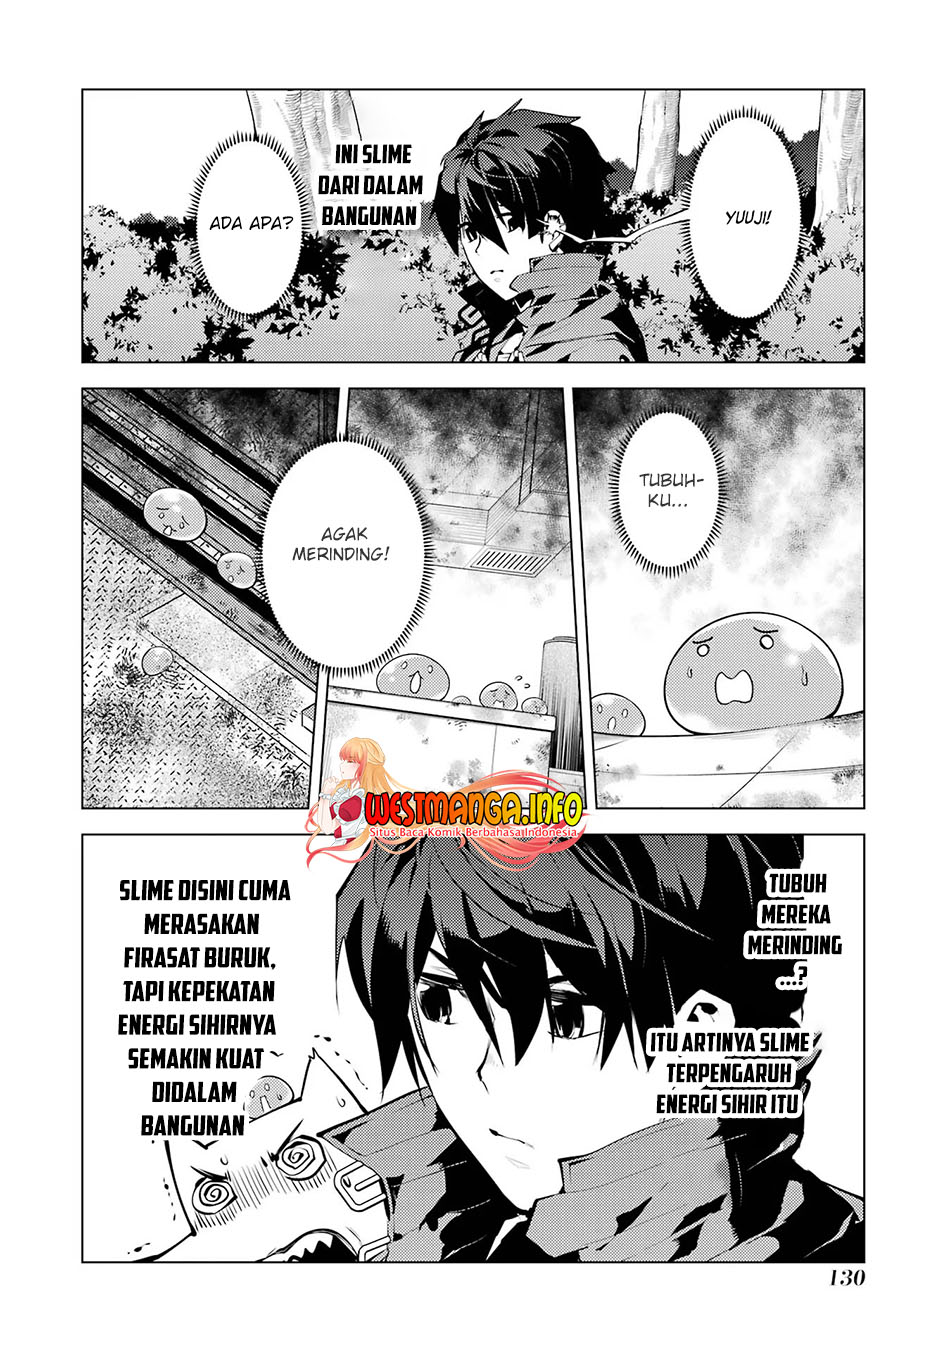 YUUJI!
INI SLIME
DARI DALAM
BANGUNAN
ADA APA?
TUBUH-
KU...
AGAK
MERINDING!
WESTMANGA.INFO
Situs Baca Komik Berbahasa Indonesia
TUBUH
MEREKA
MERINDING
...?
ITU ARTINYA SLIME
TERPENGARUH
ENERGI SIHIR ITU
SLIME DISINI CUMA
MERASAKAN
FIRASAT BURUK,
TAPI KEPEKATAN
ENERGI SIHIRNYA
SEMAKIN KUAT
DIDALAM
BANGUNAN
130